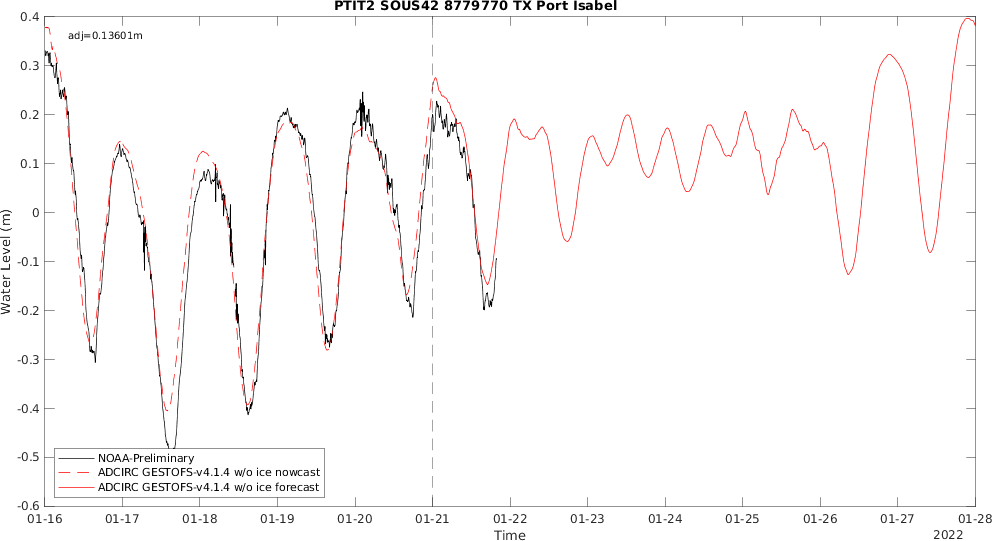 PTIT2 SOUS42 8779770 TX Port Isabel
adj=0.13601m
0.4
0.3
0.2
0.1
0
-0.1
-0.2
-0.3
-0.4
-0.5
-0.6
Water Level (m)
NOAA-Preliminary
ADCIRC GESTOFS-v4.1.4 w/o ice nowcast
ADCIRC GESTOFS-v4.1.4 w/o ice forecast
01-16 01-17 01-18 01-19 01-20 01-21 01-22 01-23 01-24 01-25 01-26 01-27 01-28
Time
2022